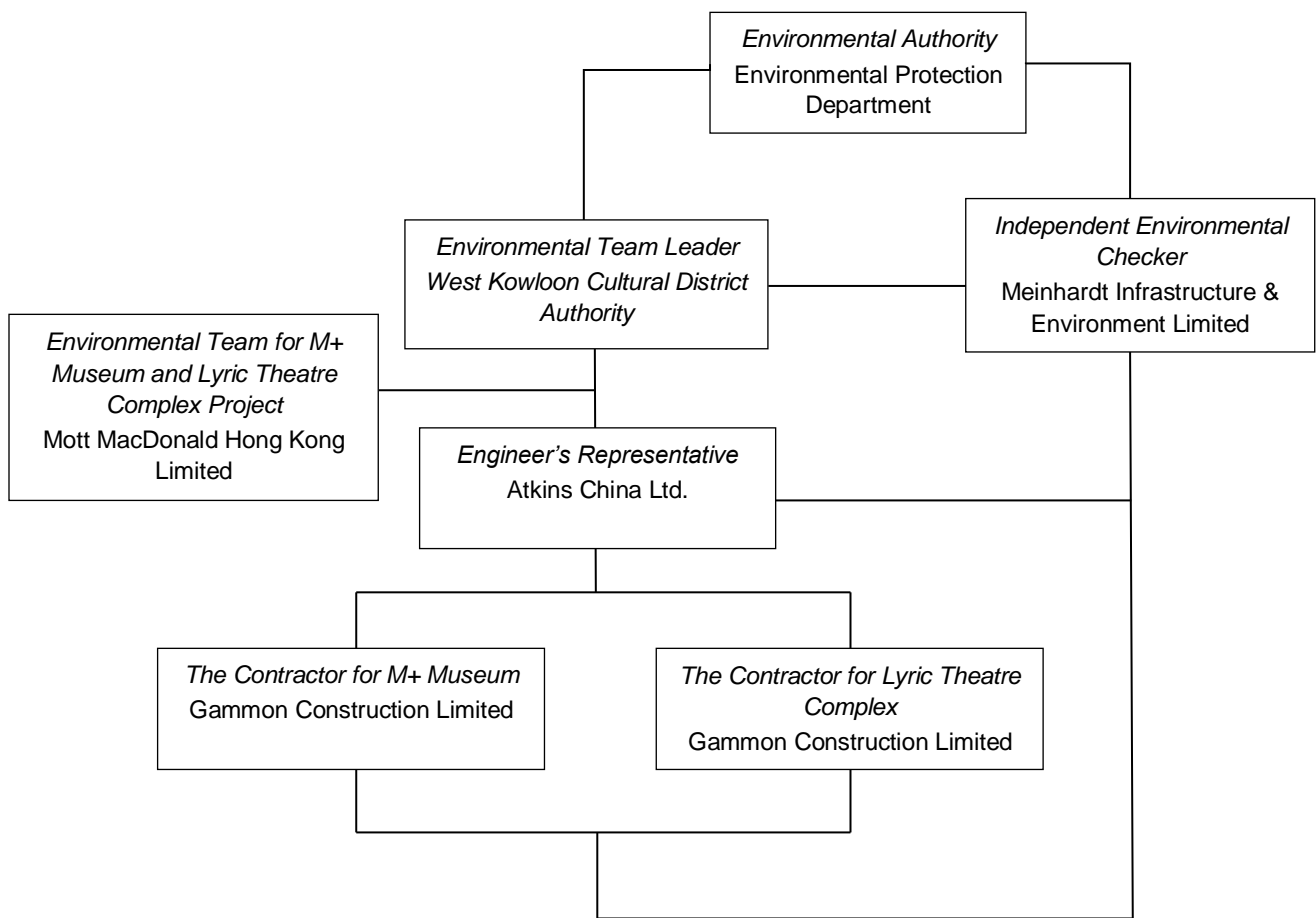 Environmental Authority
Environmental Protection
Department
Environmental Team Leader
West Kowloon Cultural District
Authority
Independent Environmental
Checker
Meinhardt Infrastructure &
Environment Limited
Environmental Team for M+
Museum and Lyric Theatre
Complex Project
Mott MacDonald Hong Kong
Limited
Engineer’s Representative
Atkins China Ltd.
The Contractor for M+ Museum
Gammon Construction Limited
The Contractor for Lyric Theatre
Complex
Gammon Construction Limited